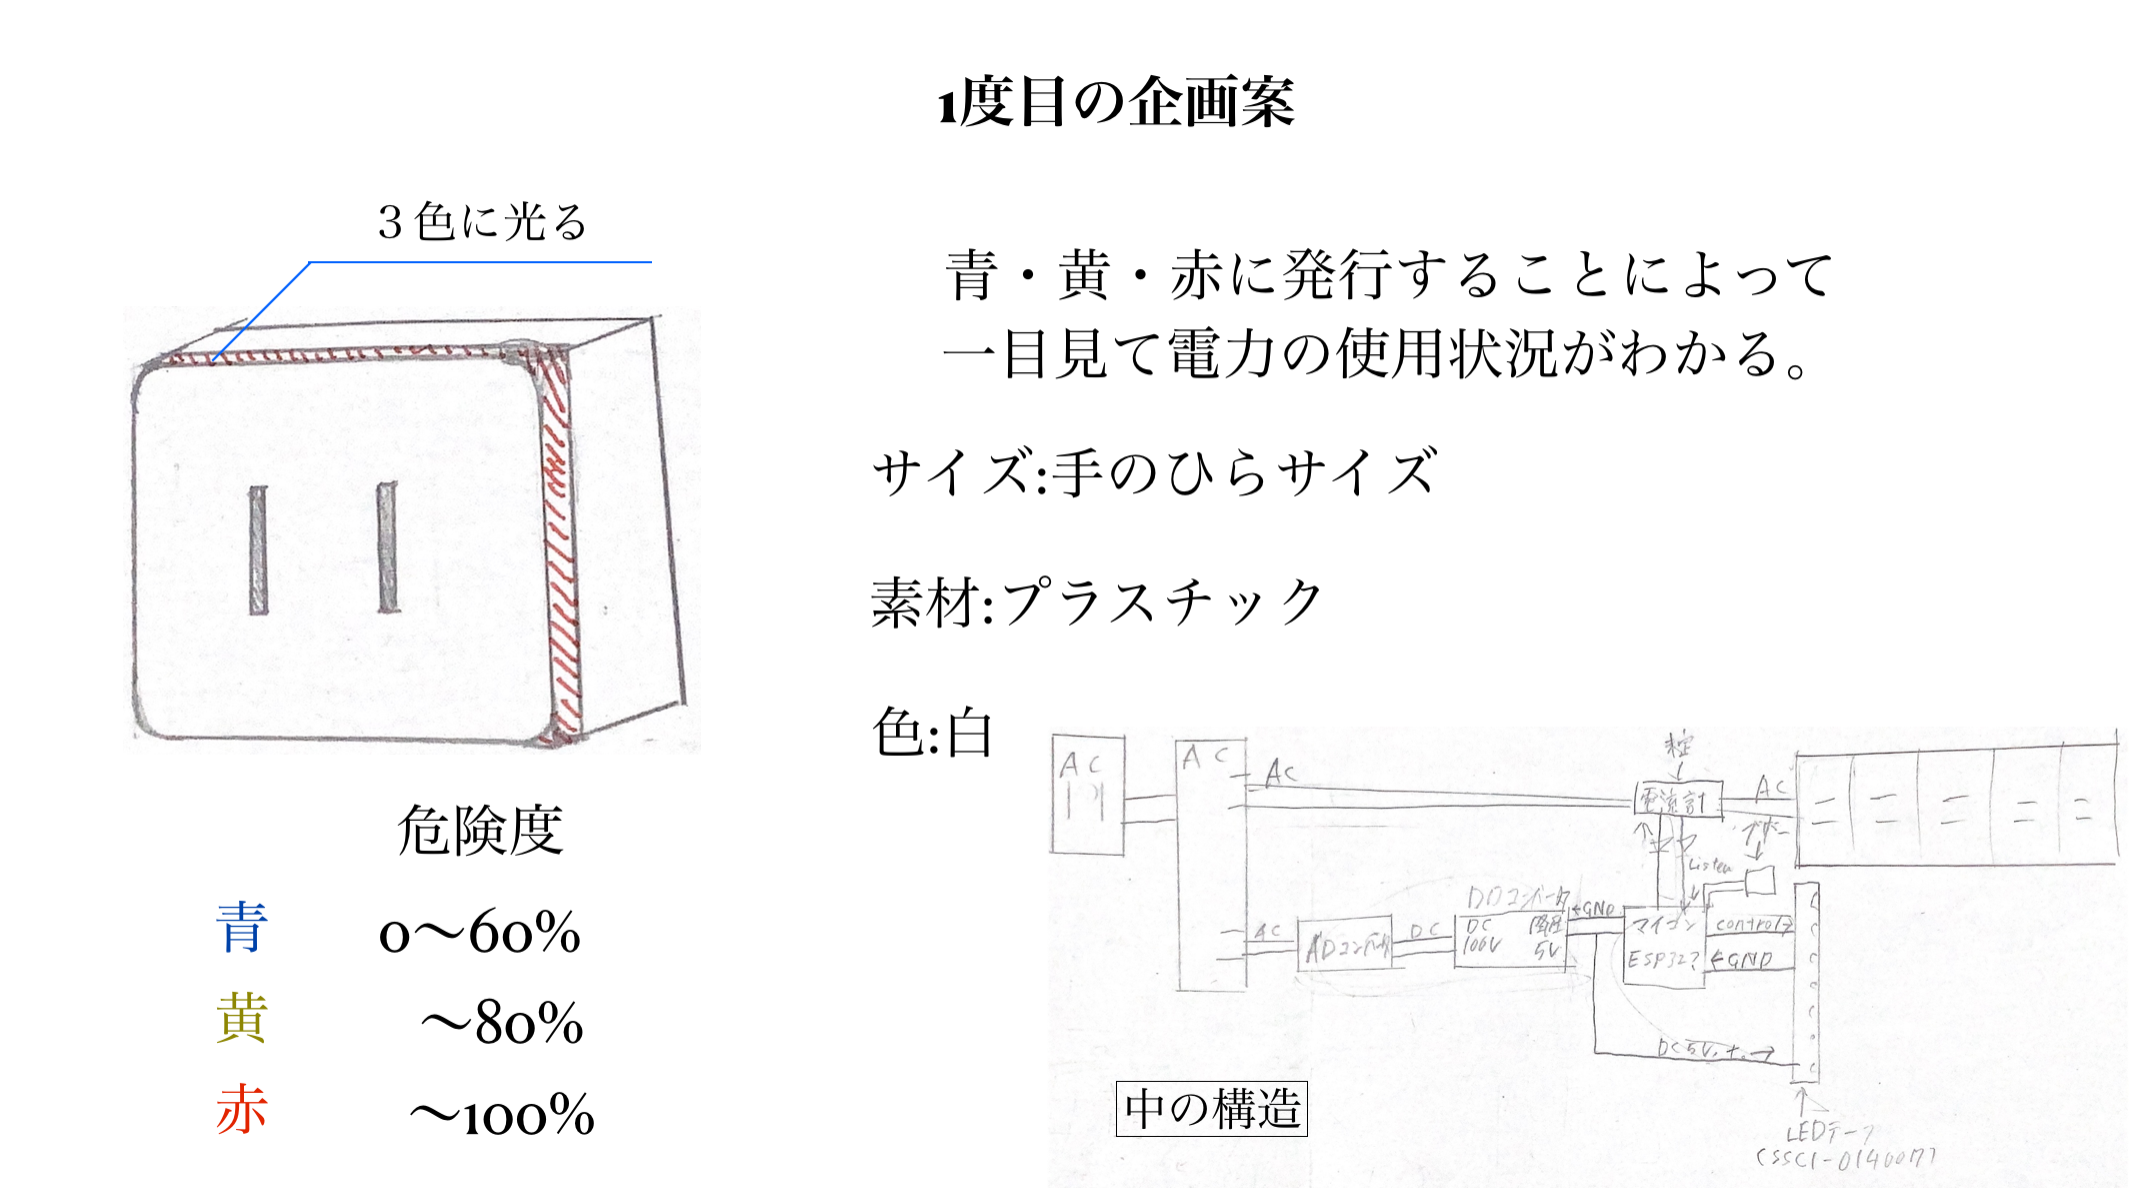 1度目の企画案
3色に光る
青・黄・赤に発行することによって
一目見て電力の使用状況がわかる。
サイズ:手のひらサイズ
素材:プラスチック
色:白
危険度
青 0〜60%
黄 〜80%
赤 〜100%
AC
AC
AC
電流計
AC
ブザー
Listen
AC
ADコンバータ
DC
DDコンバータ
DC 降圧
100V 5V
←GND
マイコン
ESP32?
control→
←GND
DC 5V, +→
LEDテープ
中の構造